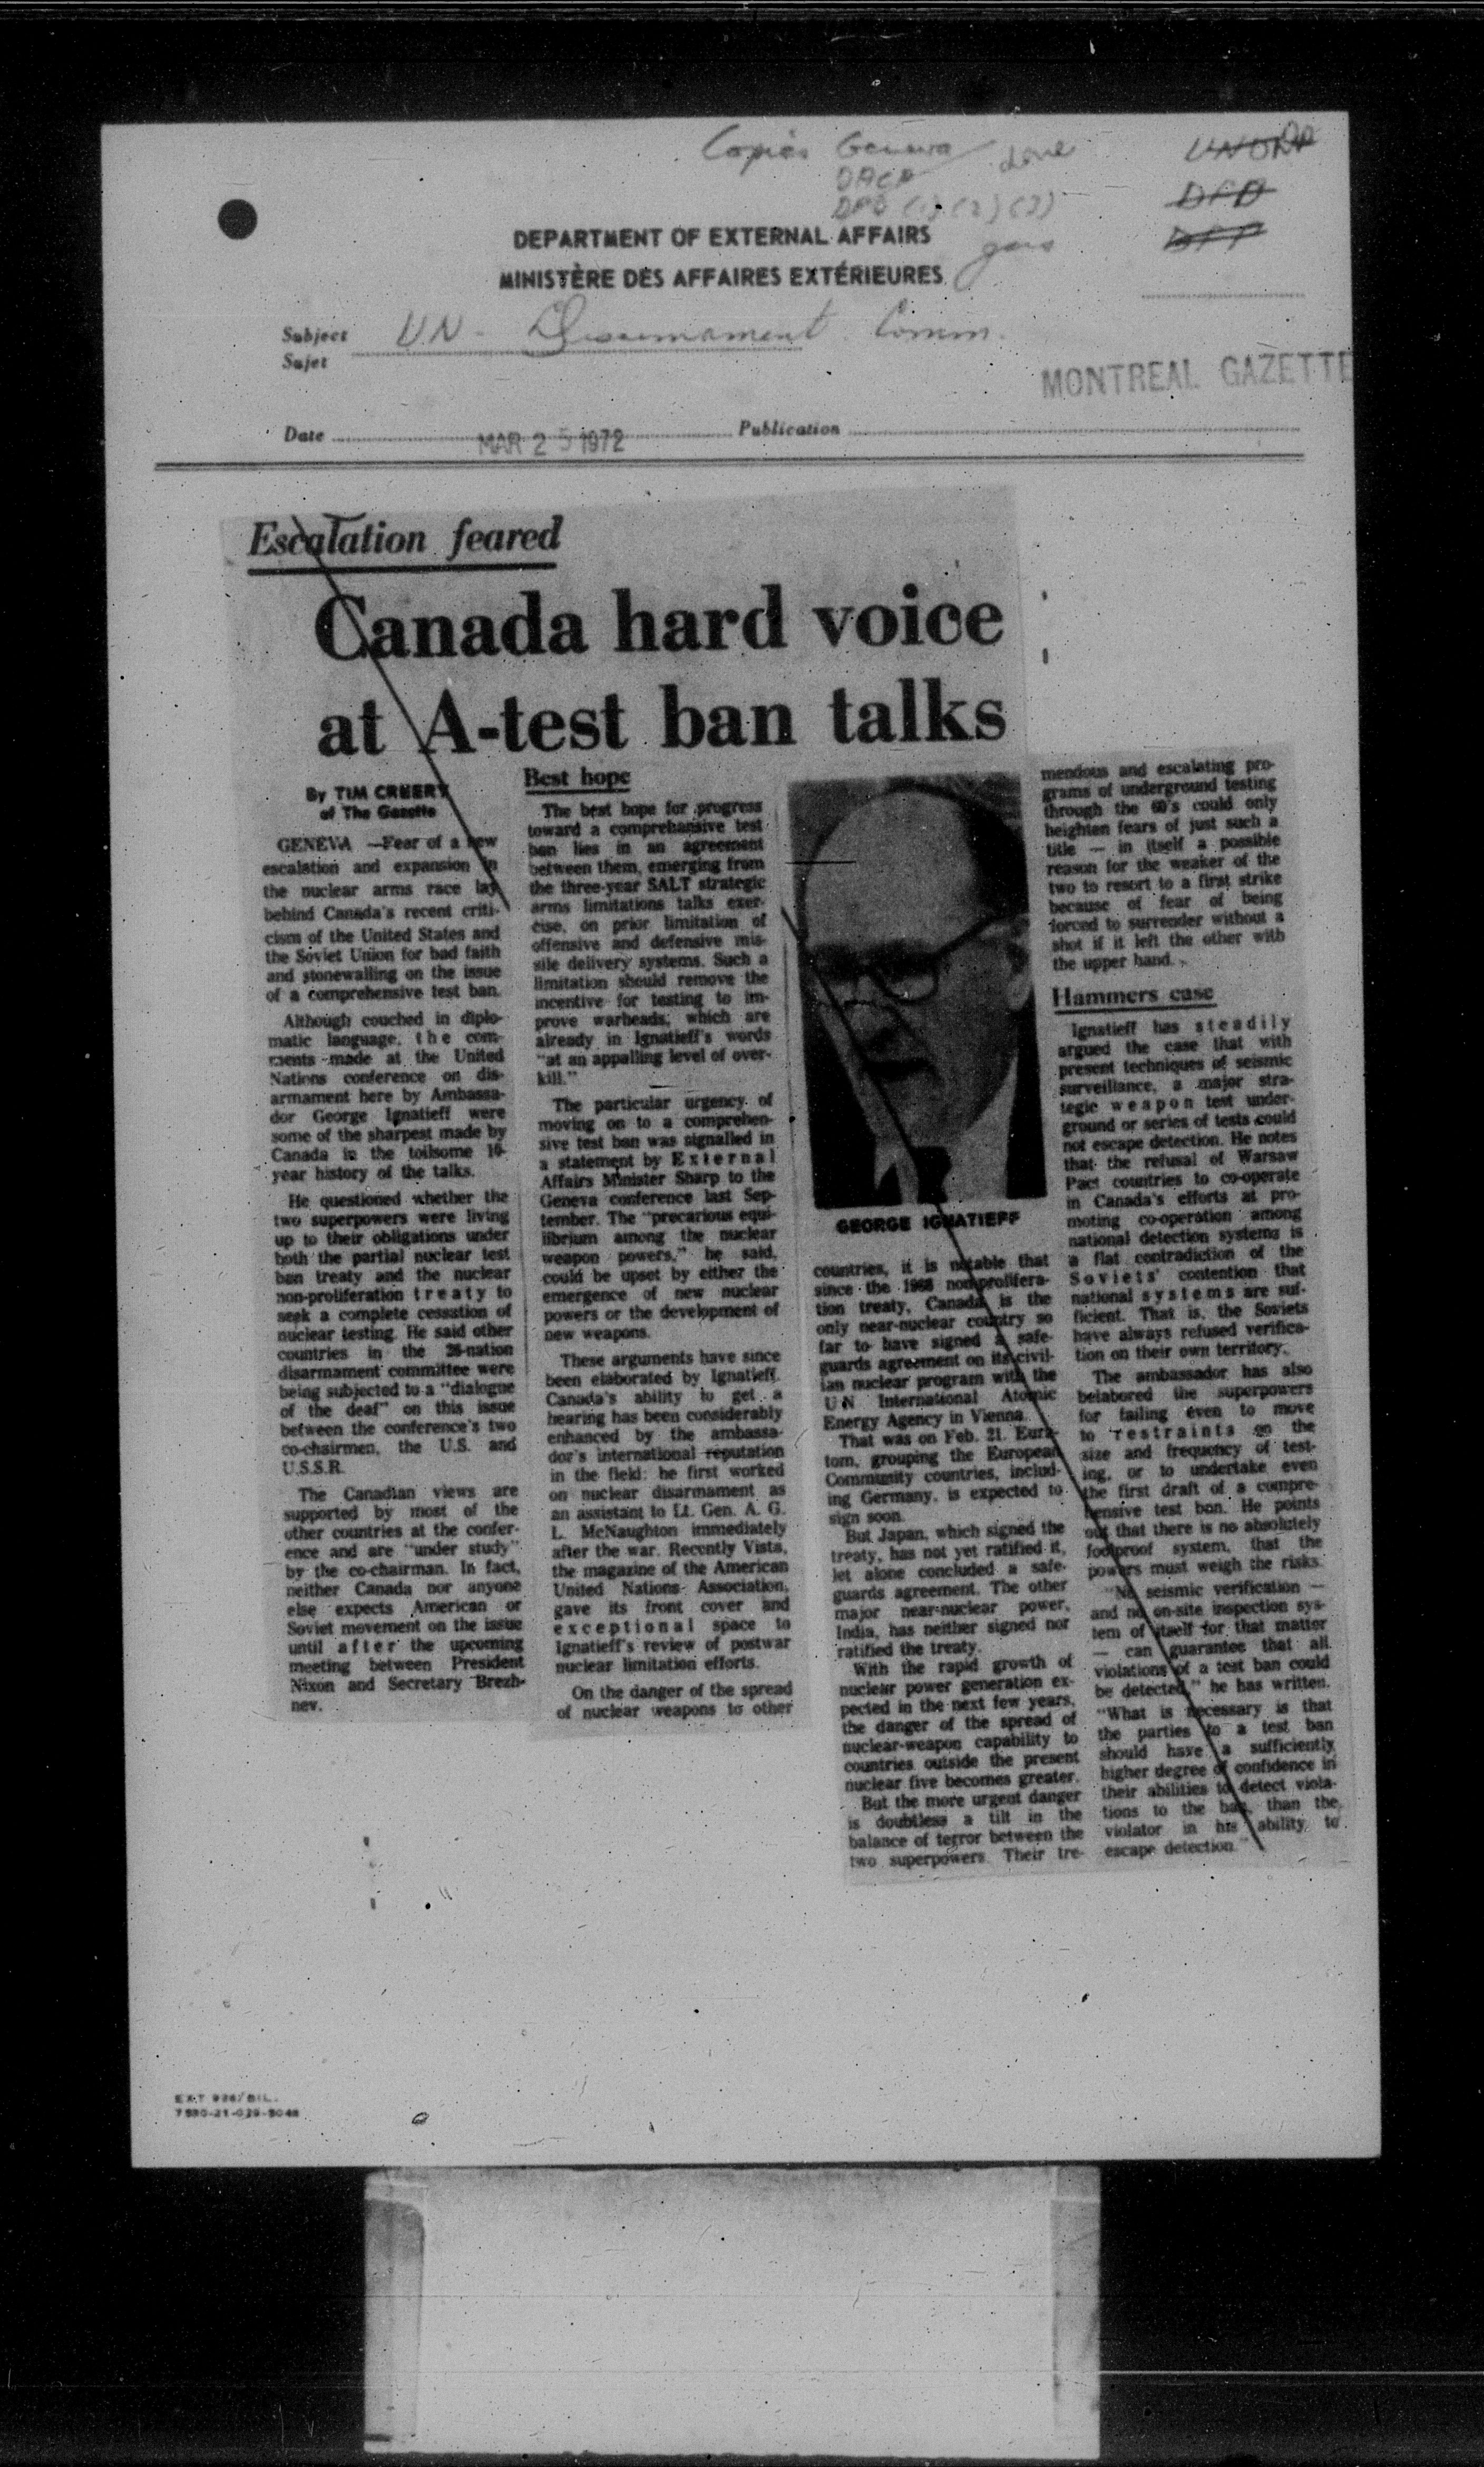 Copies Geneva done
DACP
DFD (1) (2) (3)
DFD
DEPARTMENT OF EXTERNAL AFFAIRS
MINISTÈRE DES AFFAIRES EXTÉRIEURES
Subject U.N. - Disarmament Comm.
Sujet
MONTREAL GAZETTE
Date MAR 25 1972 Publication
Escalation feared
Canada hard voice
at A-test ban talks
By TIM CREERY
of The Gazette
GENEVA —Fear of a new
escalation and expansion in
the nuclear arms race lay
behind Canada's recent criti-
cism of the United States and
the Soviet Union for bad faith
and stonewalling on the issue
of a comprehensive test ban.
Although couched in diplo-
matic language, the com-
ments made at the United
Nations conference on dis-
armament here by Ambassa-
dor George Ignatieff were
some of the sharpest made by
Canada in the toilsome 10-
year history of the talks.
He questioned whether the
two superpowers were living
up to their obligations under
both the partial nuclear test
ban treaty and the nuclear
non-proliferation treaty to
seek a complete cessation of
nuclear testing. He said other
countries in the 26-nation
disarmament committee were
being subjected to a "dialogue
of the deaf" on this issue
between the conference's two
co-chairmen, the U.S. and
U.S.S.R.
The Canadian views are
supported by most of the
other countries at the confer-
ence and are "under study"
by the co-chairman. In fact,
neither Canada nor anyone
else expects American or
Soviet movement on the issue
until after the upcoming
meeting between President
Nixon and Secretary Brezh-
nev.
Best hope
The best hope for progress
toward a comprehensive test
ban lies in an agreement
between them, emerging from
the three-year SALT strategic
arms limitations talks exer-
cise, on prior limitation of
offensive and defensive mis-
sile delivery systems. Such a
limitation should remove the
incentive for testing to im-
prove warheads; which are
already in Ignatieff's words
"at an appalling level of over-
kill."
The particular urgency of
moving on to a comprehen-
sive test ban was signalled in
a statement by External
Affairs Minister Sharp to the
Geneva conference last Sep-
tember. The "precarious equi-
librium among the nuclear
weapon powers," he said,
could be upset by either the
emergence of new nuclear
powers or the development of
new weapons.
These arguments have since
been elaborated by Ignatieff.
Canada's ability to get a
hearing has been considerably
enhanced by the ambassa-
dor's international reputation
in the field: he first worked
on nuclear disarmament as
an assistant to Lt. Gen. A. G.
L. McNaughton immediately
after the war. Recently Vista,
the magazine of the American
United Nations Association,
gave its front cover and
exceptional space to
Ignatieff's review of postwar
nuclear limitation efforts.
On the danger of the spread
of nuclear weapons to other
GEORGE IGNATIEFF
countries, it is notable that
since the 1968 non-prolifera-
tion treaty, Canada is the
only near-nuclear country so
far to have signed a safe-
guards agreement on its civil-
ian nuclear program with the
UN International Atomic
Energy Agency in Vienna.
That was on Feb. 21. Eura-
tom, grouping the European
Community countries, includ-
ing Germany, is expected to
sign soon.
But Japan, which signed the
treaty, has not yet ratified it,
let alone concluded a safe-
guards agreement. The other
major near-nuclear power,
India, has neither signed nor
ratified the treaty.
With the rapid growth of
nuclear power generation ex-
pected in the next few years,
the danger of the spread of
nuclear-weapon capability to
countries outside the present
nuclear five becomes greater.
But the more urgent danger
is doubtless a tilt in the
balance of terror between the
two superpowers. Their tre-
mendous and escalating pro-
grams of underground testing
through the 60's could only
heighten fears of just such a
title — in itself a possible
reason for the weaker of the
two to resort to a first strike
because of fear of being
forced to surrender without a
shot if it left the other with
the upper hand.
Hammers case
Ignatieff has steadily
argued the case that with
present techniques of seismic
surveillance, a major stra-
tegic weapon test under-
ground or series of tests could
not escape detection. He notes
that the refusal of Warsaw
Pact countries to co-operate
in Canada's efforts at pro-
moting co-operation among
national detection systems is
a flat contradiction of the
Soviets' contention that
national systems are suf-
ficient. That is, the Soviets
have always refused verifica-
tion on their own territory.
The ambassador has also
belabored the superpowers
for failing even to move
to restraints on the
size and frequency of test-
ing, or to undertake even
the first draft of a compre-
hensive test ban. He points
out that there is no absolutely
foolproof system, that the
powers must weigh the risks.
"No seismic verification —
and no on-site inspection sys-
tem of itself for that matter
— can guarantee that all
violations of a test ban could
be detected," he has written.
"What is necessary is that
the parties to a test ban
should have a sufficiently
higher degree of confidence in
their abilities to detect viola-
tions to the ban, than the
violator in his ability to
escape detection."
EXT 926/BIL.
7530-21-029-5048